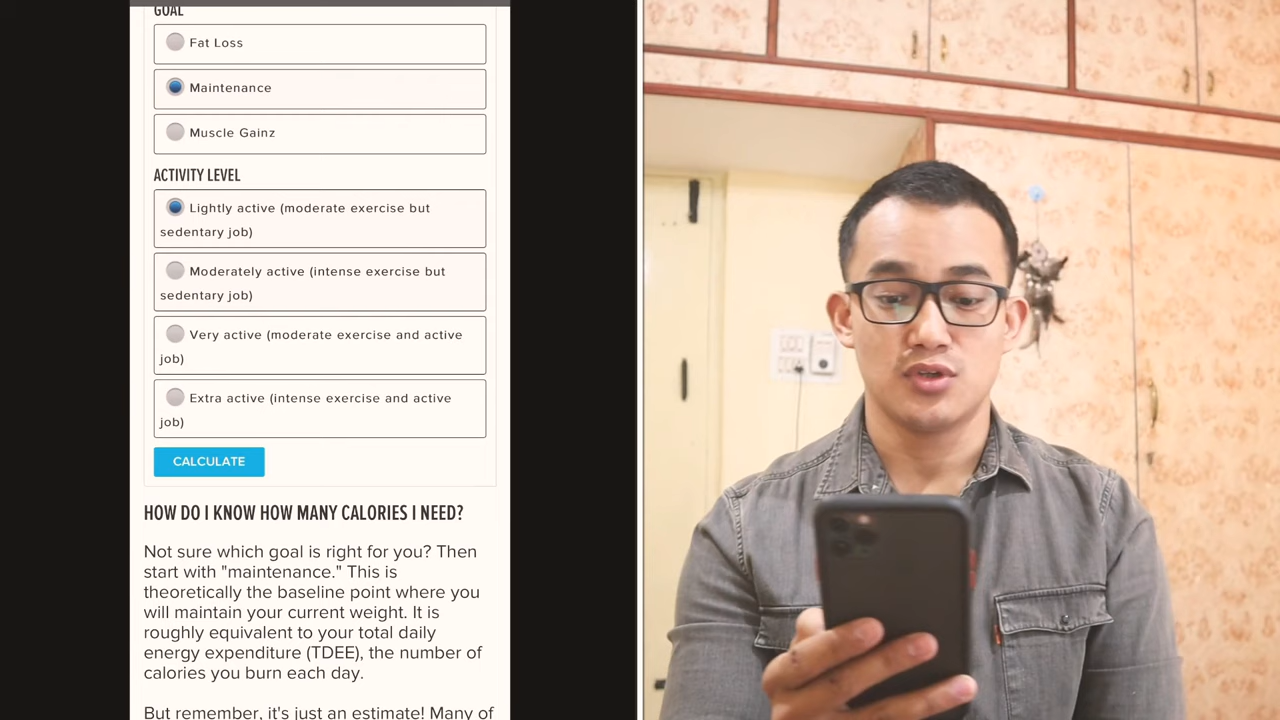 GOAL
Fat Loss
Maintenance
Muscle Gainz
ACTIVITY LEVEL
Lightly active (moderate exercise but
sedentary job)
Moderately active (intense exercise but
sedentary job)
Very active (moderate exercise and active
job)
Extra active (intense exercise and active
job)
CALCULATE
HOW DO I KNOW HOW MANY CALORIES I NEED?
Not sure which goal is right for you? Then
start with "maintenance." This is
theoretically the baseline point where you
will maintain your current weight. It is
roughly equivalent to your total daily
energy expenditure (TDEE), the number of
calories you burn each day.
But remember, it's just an estimate! Many of